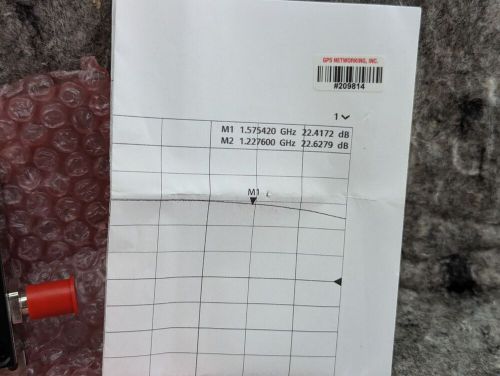 GPS NETWORKING, INC.
#209814
1
M1 1.575420 GHz 22.4172 dB
M2 1.227600 GHz 22.6279 dB
M1